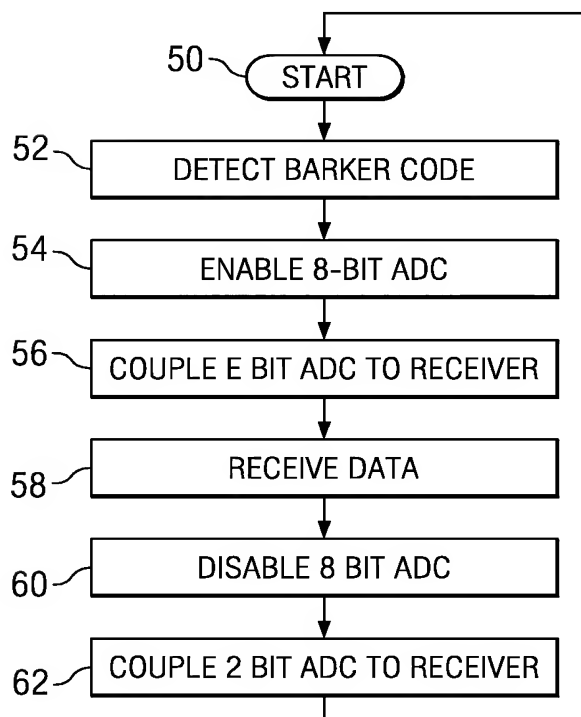 50 START
52 DETECT BARKER CODE
54 ENABLE 8-BIT ADC
56 COUPLE E BIT ADC TO RECEIVER
58 RECEIVE DATA
60 DISABLE 8 BIT ADC
62 COUPLE 2 BIT ADC TO RECEIVER